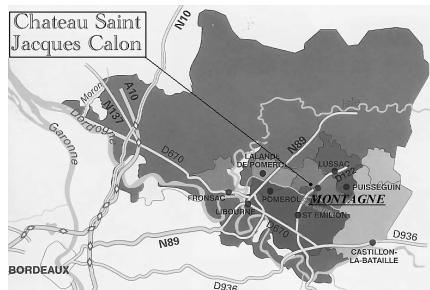 Chateau Saint
Jacques Calon
N10
A10
Moron
N137
Dordogne
Garonne
D670
N89
LALANDE
DE POMEROL
LUSSAC
D122
PUISSEGUIN
FRONSAC
POMEROL
MONTAGNE
LIBOURNE
ST EMILION
D670
N89
D936
CASTILLON-
LA-BATAILLE
BORDEAUX
D936